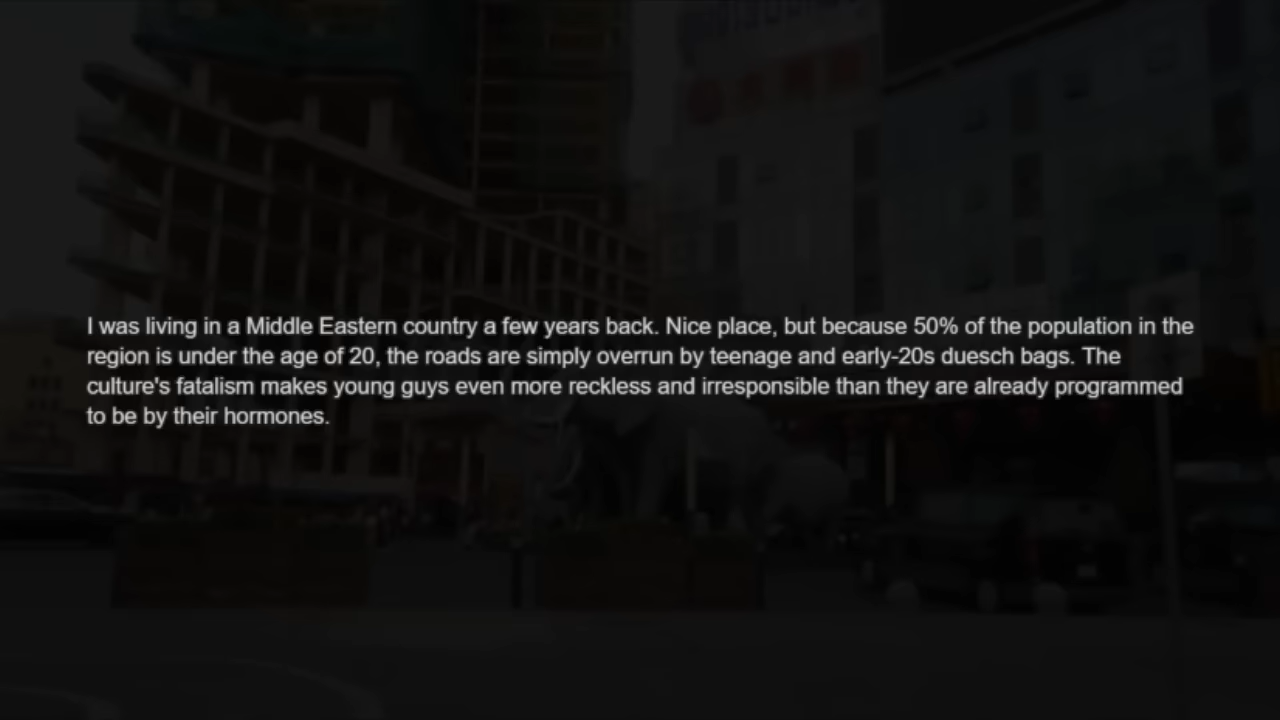 I was living in a Middle Eastern country a few years back. Nice place, but because 50% of the population in the
region is under the age of 20, the roads are simply overrun by teenage and early-20s duesch bags. The
culture's fatalism makes young guys even more reckless and irresponsible than they are already programmed
to be by their hormones.